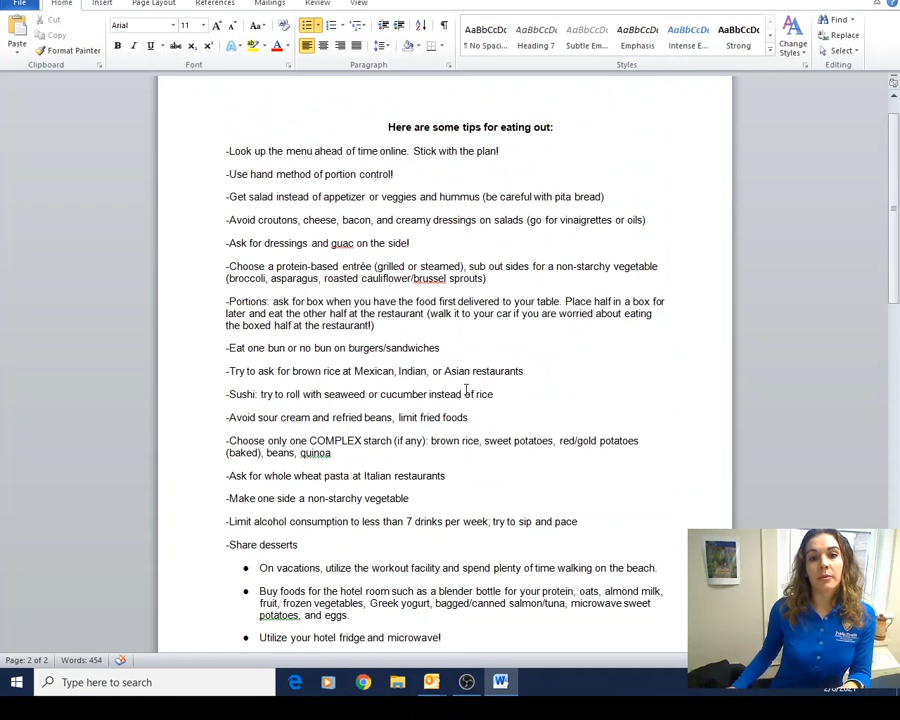 File Home Insert Page Layout References Mailings Review View
Cut
Copy
Paste
Format Painter
Clipboard
Arial 11
Font
Paragraph
AaBbCcDc AaBbC AaBbCcDc AaBbCcDc AaBbCcDc AaBbCcDc
¶ No Spaci... Heading 7 Subtle Em... Emphasis Intense E... Strong
Change Styles
Styles
Find
Replace
Select
Editing
Here are some tips for eating out:
-Look up the menu ahead of time online. Stick with the plan!
-Use hand method of portion control!
-Get salad instead of appetizer or veggies and hummus (be careful with pita bread)
-Avoid croutons, cheese, bacon, and creamy dressings on salads (go for vinaigrettes or oils)
-Ask for dressings and guac on the side!
-Choose a protein-based entrée (grilled or steamed), sub out sides for a non-starchy vegetable
(broccoli, asparagus, roasted cauliflower/brussel sprouts)
-Portions: ask for box when you have the food first delivered to your table. Place half in a box for
later and eat the other half at the restaurant (walk it to your car if you are worried about eating
the boxed half at the restaurant!)
-Eat one bun or no bun on burgers/sandwiches
-Try to ask for brown rice at Mexican, Indian, or Asian restaurants
-Sushi: try to roll with seaweed or cucumber instead of rice
-Avoid sour cream and refried beans, limit fried foods
-Choose only one COMPLEX starch (if any): brown rice, sweet potatoes, red/gold potatoes
(baked), beans, quinoa
-Ask for whole wheat pasta at Italian restaurants
-Make one side a non-starchy vegetable
-Limit alcohol consumption to less than 7 drinks per week; try to sip and pace
-Share desserts
● On vacations, utilize the workout facility and spend plenty of time walking on the beach.
● Buy foods for the hotel room such as a blender bottle for your protein, oats, almond milk,
fruit, frozen vegetables, Greek yogurt, bagged/canned salmon/tuna, microwave sweet
potatoes, and eggs.
● Utilize your hotel fridge and microwave!
Page: 2 of 2 Words: 454
Type here to search